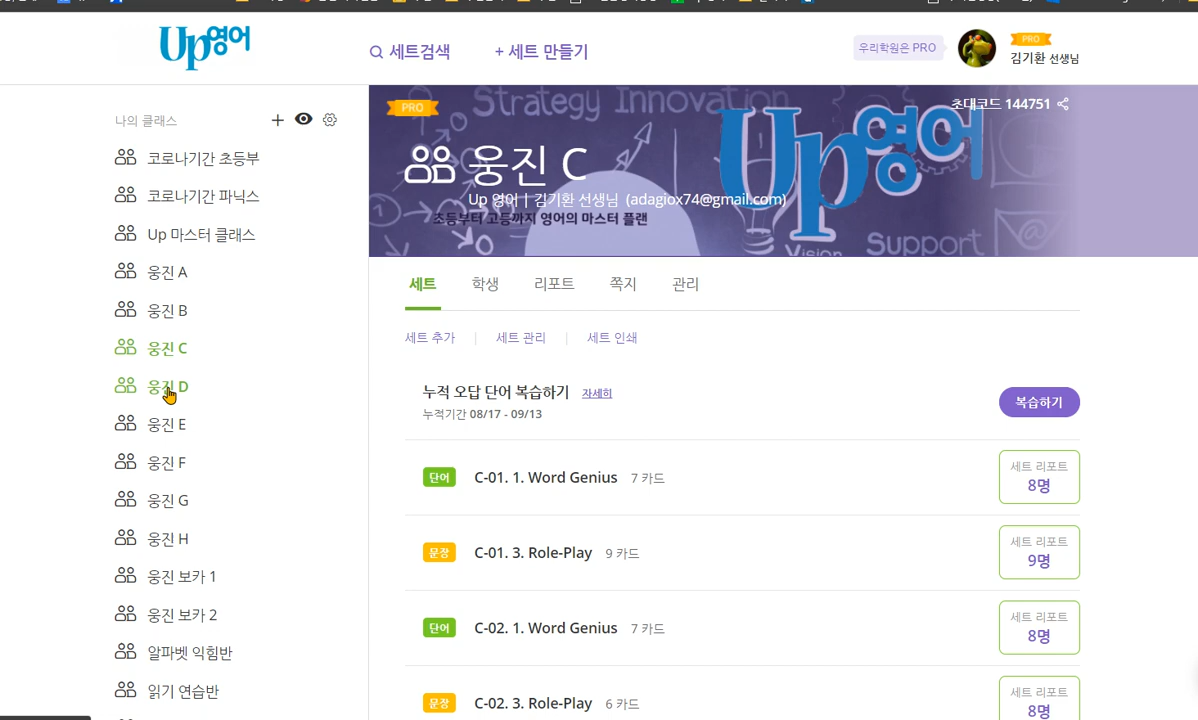 Up영어
세트검색
+ 세트 만들기
우리학원은 PRO
PRO
김기환 선생님
나의 클래스
코로나기간 초등부
코로나기간 파닉스
Up 마스터 클래스
웅진 A
웅진 B
웅진 C
웅진 D
웅진 E
웅진 F
웅진 G
웅진 H
웅진 보카 1
웅진 보카 2
알파벳 익힘반
읽기 연습반
PRO
Strategy Innovation
초대코드 144751
웅진 C
Up영어
Up 영어 | 김기환 선생님 (adagiox74@gmail.com)
초등부터 고등까지 영어의 마스터 플랜
Vision
Support
세트
학생
리포트
쪽지
관리
세트 추가
세트 관리
세트 인쇄
누적 오답 단어 복습하기 자세히
누적기간 08/17 - 09/13
복습하기
단어 C-01. 1. Word Genius 7 카드
세트 리포트
8명
문장 C-01. 3. Role-Play 9 카드
세트 리포트
9명
단어 C-02. 1. Word Genius 7 카드
세트 리포트
8명
문장 C-02. 3. Role-Play 6 카드
세트 리포트
8명